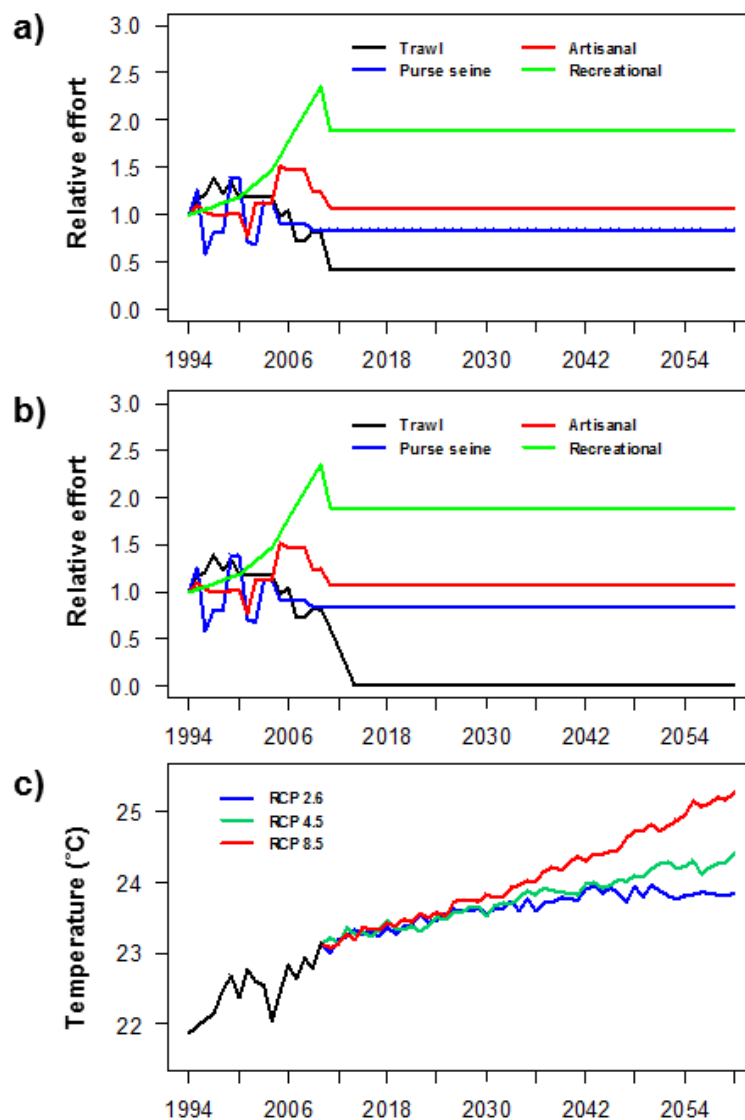 a)
Relative effort
3.0
2.5
2.0
1.5
1.0
0.5
0.0
Trawl Artisanal
Purse seine Recreational
1994 2006 2018 2030 2042 2054
b)
Relative effort
3.0
2.5
2.0
1.5
1.0
0.5
0.0
Trawl Artisanal
Purse seine Recreational
1994 2006 2018 2030 2042 2054
c)
Temperature (°C)
25
24
23
22
RCP 2.6
RCP 4.5
RCP 8.5
1994 2006 2018 2030 2042 2054